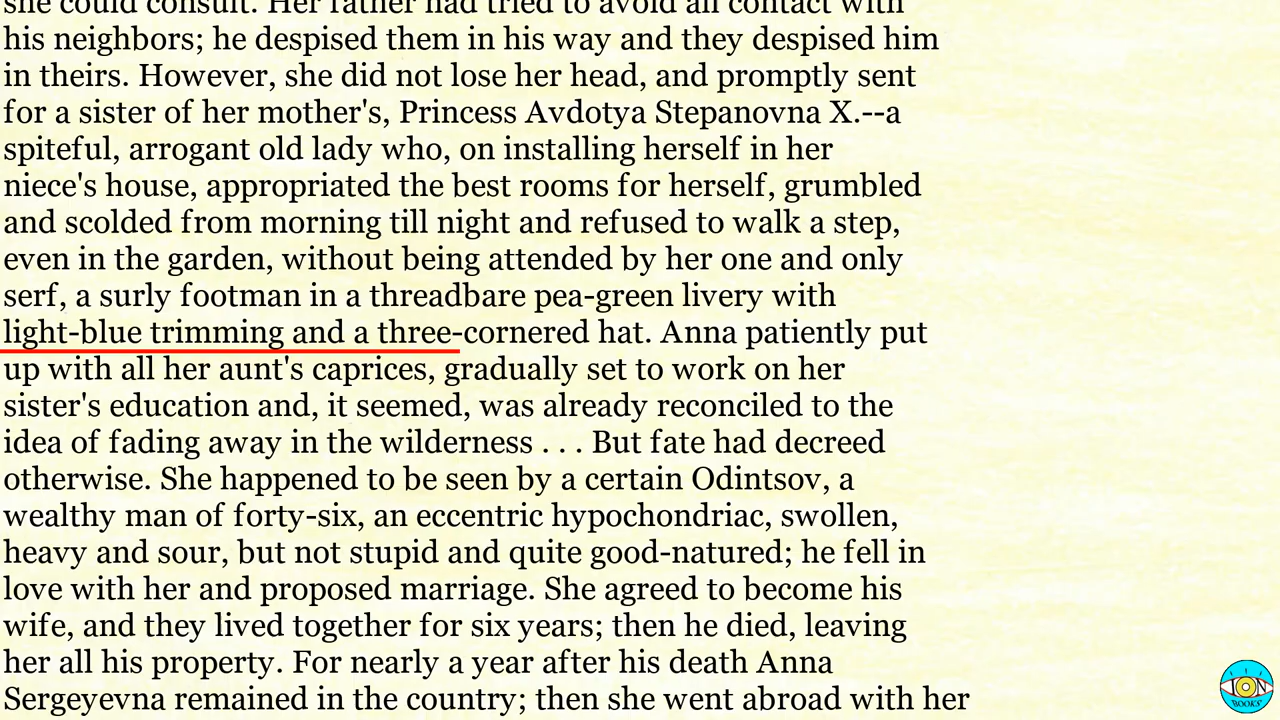 she could consult. Her father had tried to avoid all contact with
his neighbors; he despised them in his way and they despised him
in theirs. However, she did not lose her head, and promptly sent
for a sister of her mother's, Princess Avdotya Stepanovna X.--a
spiteful, arrogant old lady who, on installing herself in her
niece's house, appropriated the best rooms for herself, grumbled
and scolded from morning till night and refused to walk a step,
even in the garden, without being attended by her one and only
serf, a surly footman in a threadbare pea-green livery with
light-blue trimming and a three-cornered hat. Anna patiently put
up with all her aunt's caprices, gradually set to work on her
sister's education and, it seemed, was already reconciled to the
idea of fading away in the wilderness . . . But fate had decreed
otherwise. She happened to be seen by a certain Odintsov, a
wealthy man of forty-six, an eccentric hypochondriac, swollen,
heavy and sour, but not stupid and quite good-natured; he fell in
love with her and proposed marriage. She agreed to become his
wife, and they lived together for six years; then he died, leaving
her all his property. For nearly a year after his death Anna
Sergeyevna remained in the country; then she went abroad with her
ION
BOOKS